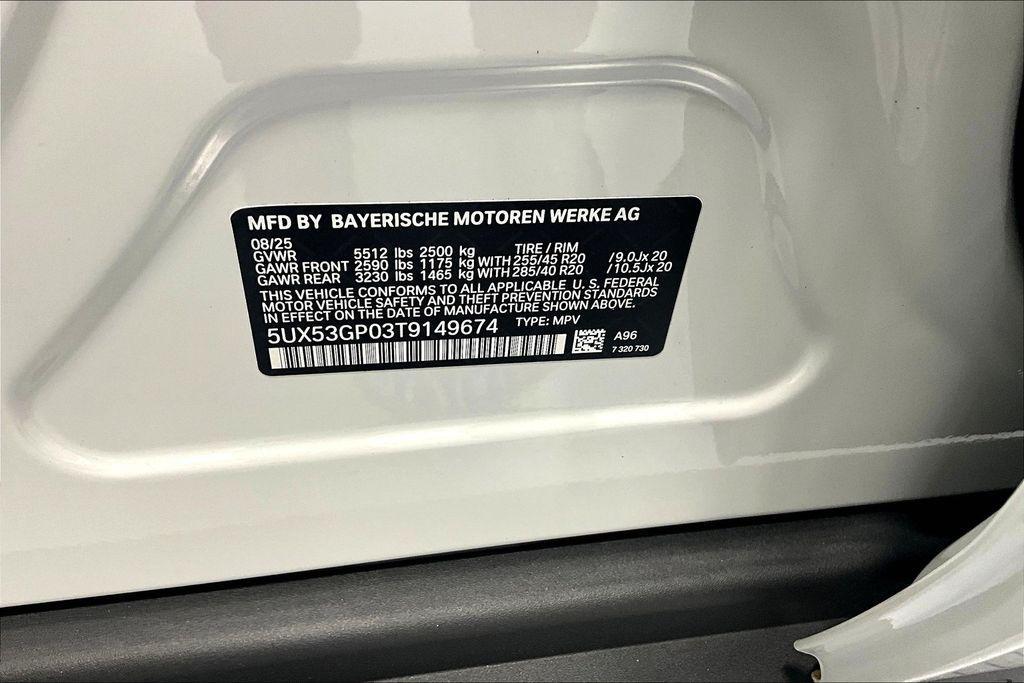 MFD BY BAYERISCHE MOTOREN WERKE AG
08/25
GVWR 5512 lbs 2500 kg TIRE / RIM
GAWR FRONT 2590 lbs 1175 kg WITH 255/45 R20 /9.0Jx 20
GAWR REAR 3230 lbs 1465 kg WITH 285/40 R20 /10.5Jx 20
THIS VEHICLE CONFORMS TO ALL APPLICABLE U. S. FEDERAL
MOTOR VEHICLE SAFETY AND THEFT PREVENTION STANDARDS
IN EFFECT ON THE DATE OF MANUFACTURE SHOWN ABOVE.
5UX53GP03T9149674 TYPE: MPV
A96
7 320 730